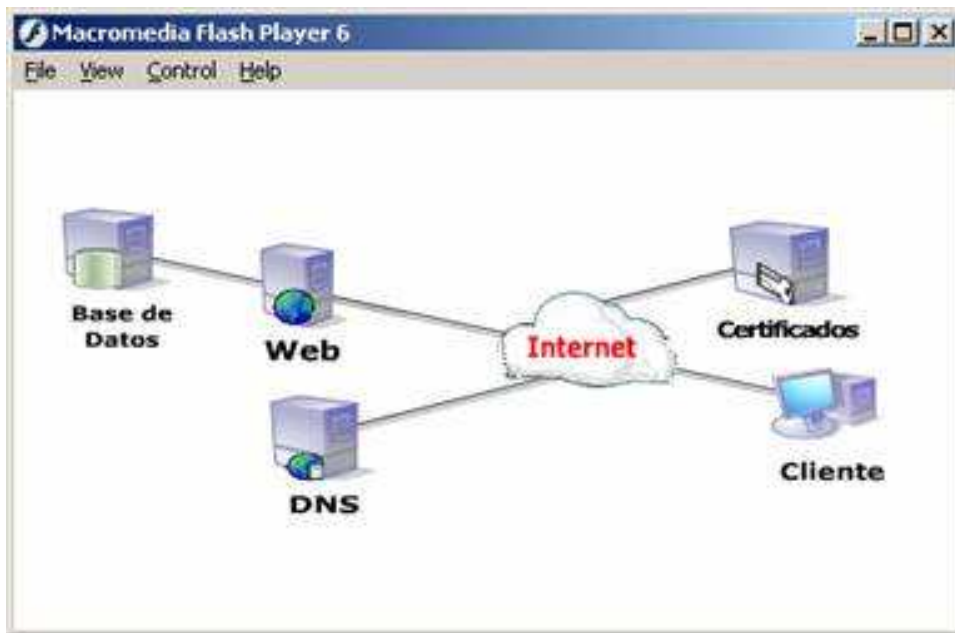 Macromedia Flash Player 6
File View Control Help
Base de
Datos
Web
Internet
Certificados
DNS
Cliente